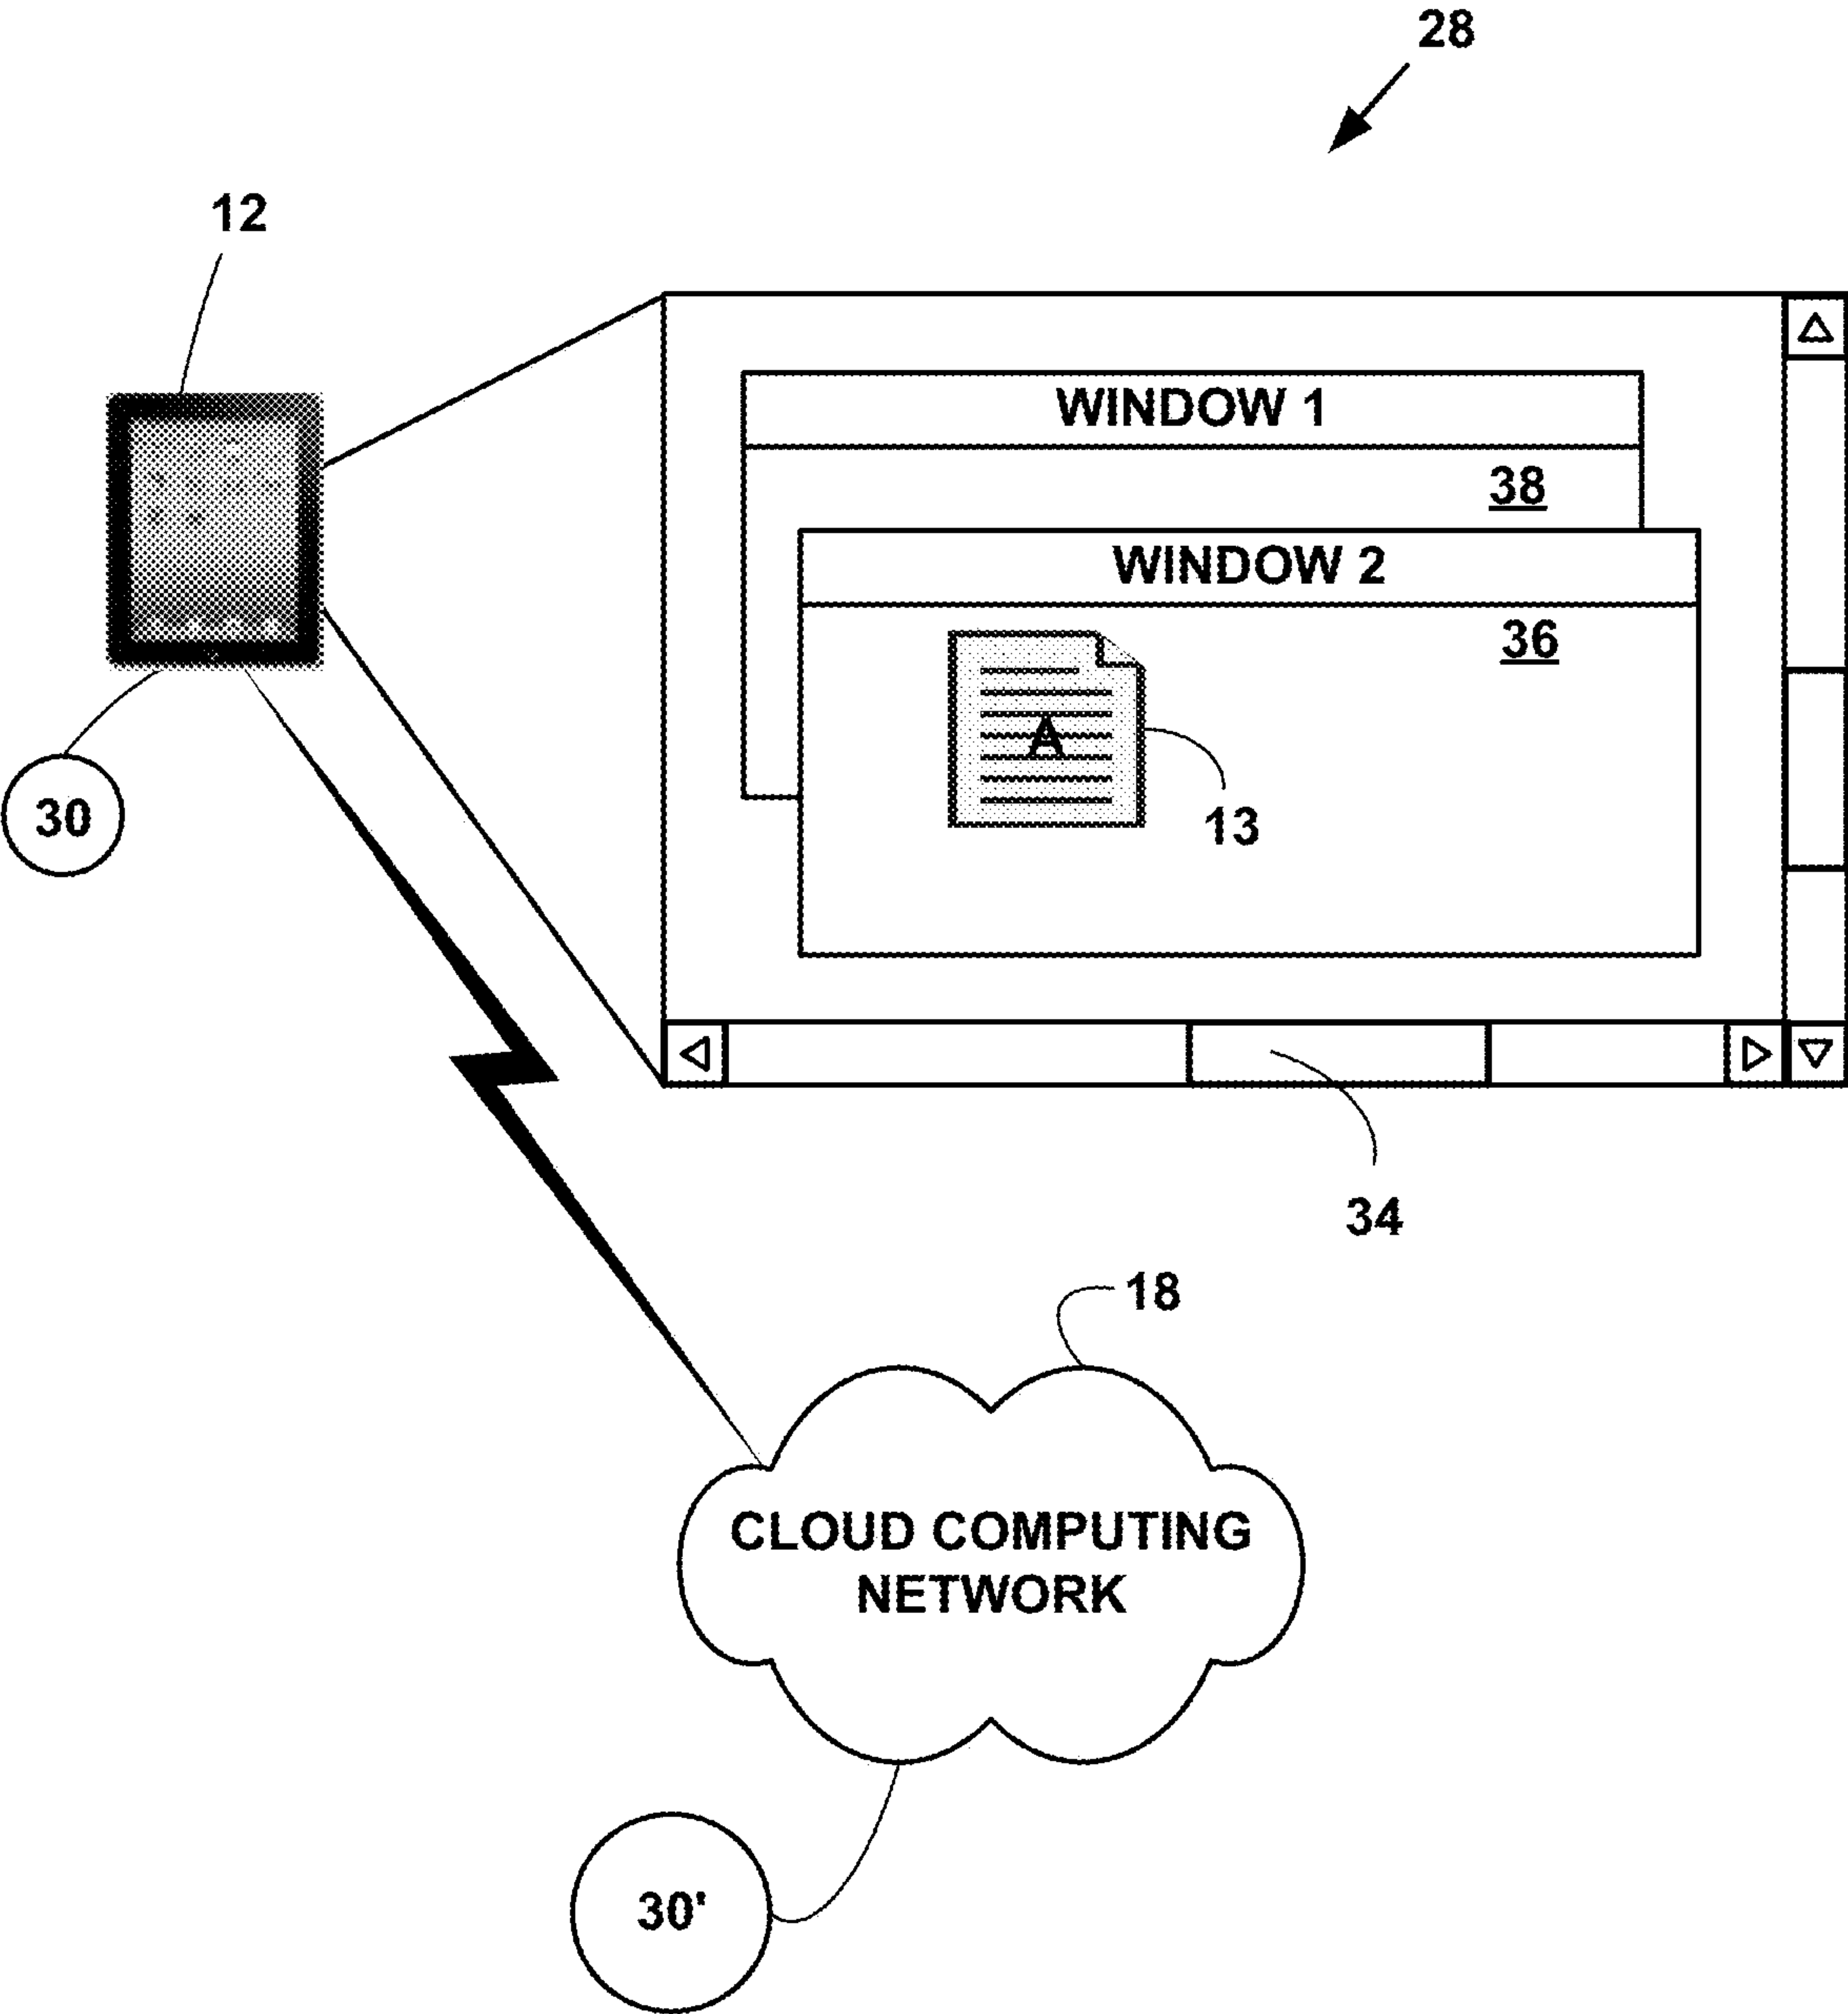 28
12
WINDOW 1
38
WINDOW 2
36
A
13
30
34
18
CLOUD COMPUTING
NETWORK
30'